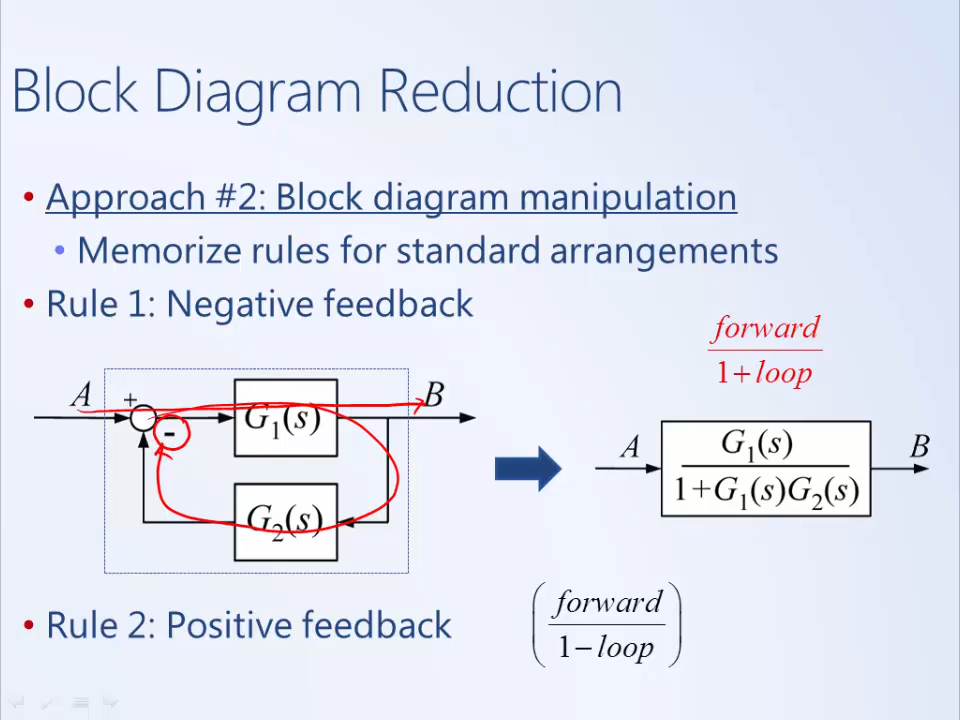 Block Diagram Reduction
• Approach #2: Block diagram manipulation
• Memorize rules for standard arrangements
• Rule 1: Negative feedback
forward
1+loop
A
+
-
G₁(s)
B
G₂(s)
A
G₁(s)
1+G₁(s)G₂(s)
B
• Rule 2: Positive feedback
(forward
1−loop)